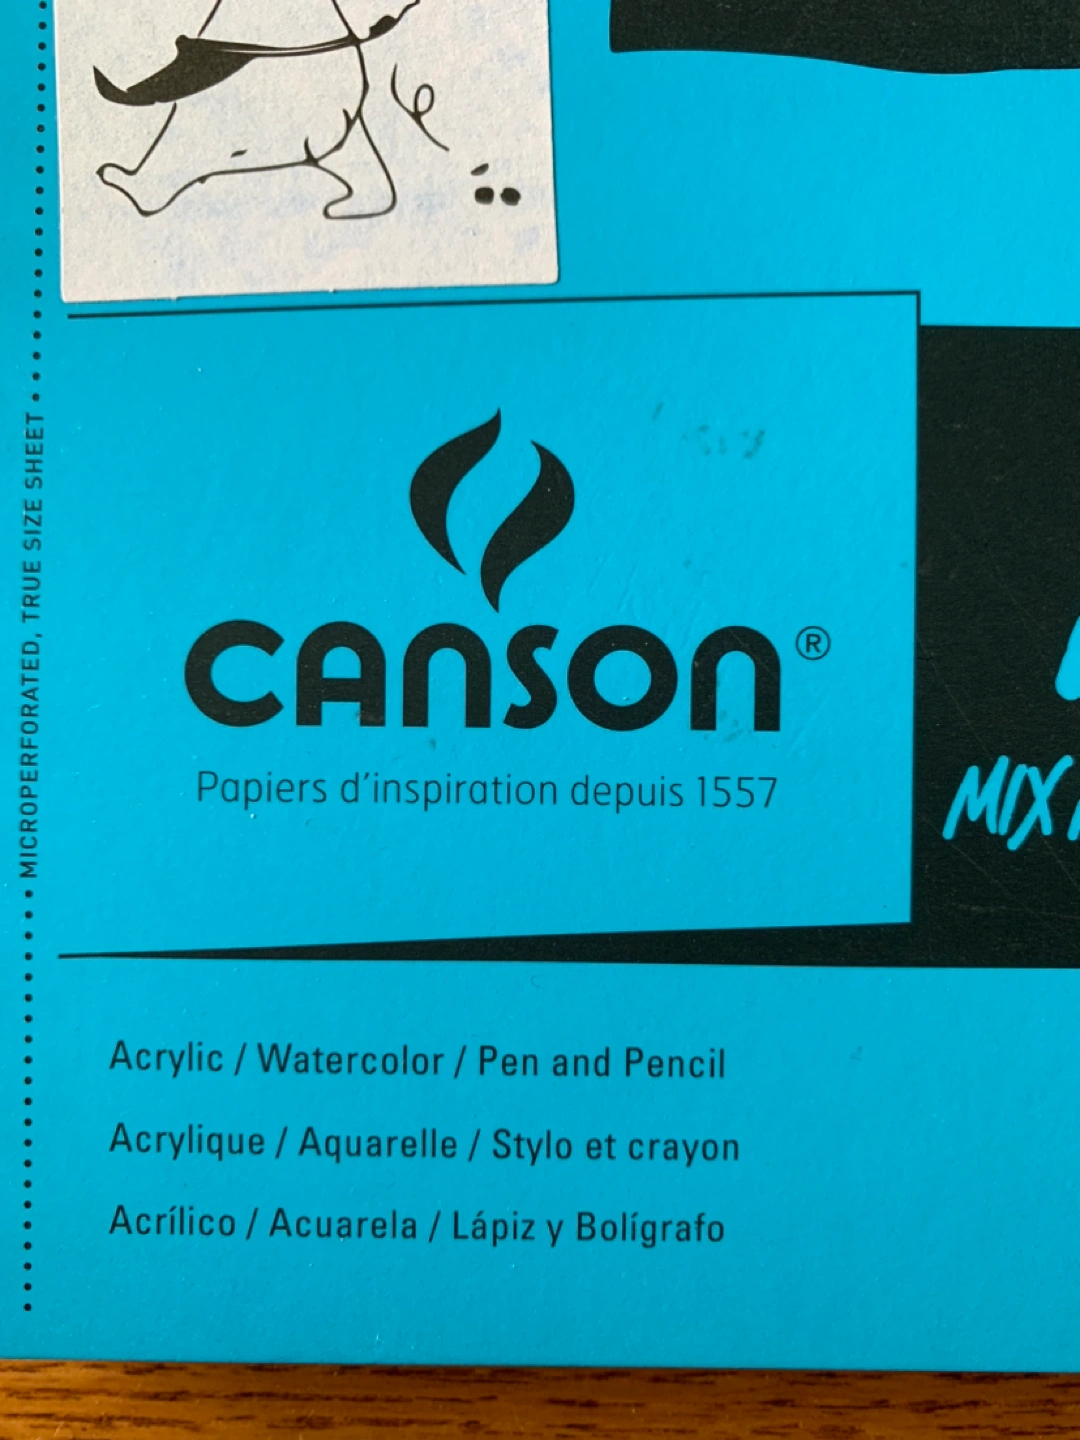 MICROPERFORATED, TRUE SIZE SHEET
CANSON®
Papiers d'inspiration depuis 1557
MIX
Acrylic / Watercolor / Pen and Pencil
Acrylique / Aquarelle / Stylo et crayon
Acrílico / Acuarela / Lápiz y Bolígrafo